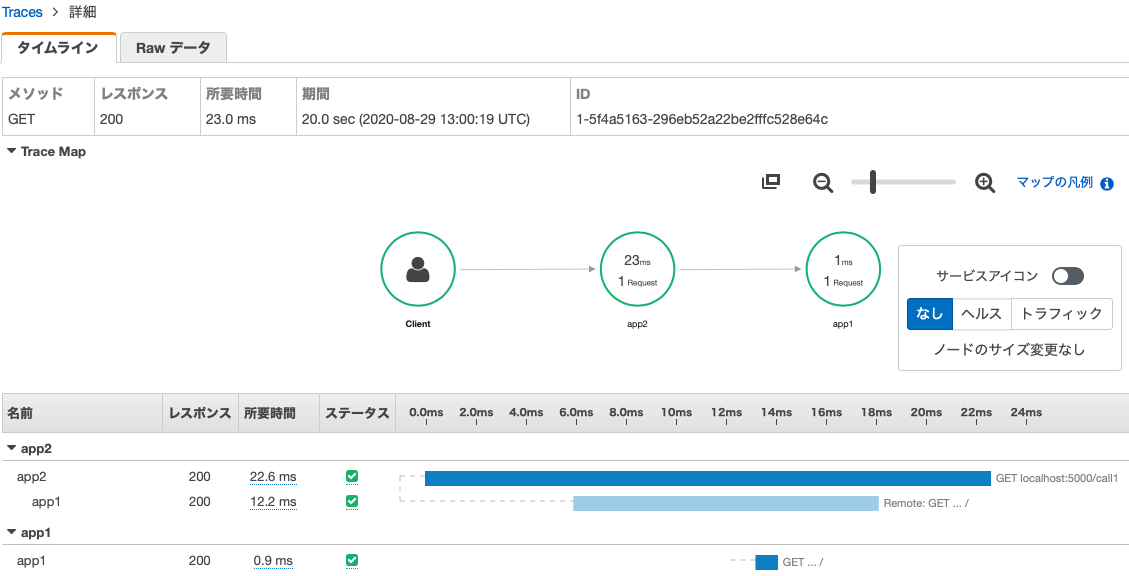 Traces > 詳細
タイムライン Raw データ
メソッド レスポンス 所要時間 期間 ID
GET 200 23.0 ms 20.0 sec (2020-08-29 13:00:19 UTC) 1-5f4a5163-296eb52a22be2fffc528e64c
Trace Map
マップの凡例
23ms 1ms
1 Request 1 Request
Client app2 app1
サービスアイコン
なし ヘルス トラフィック
ノードのサイズ変更なし
名前 レスポンス 所要時間 ステータス 0.0ms 2.0ms 4.0ms 6.0ms 8.0ms 10ms 12ms 14ms 16ms 18ms 20ms 22ms 24ms
app2
app2 200 22.6 ms GET localhost:5000/call1
app1 200 12.2 ms Remote: GET ... /
app1
app1 200 0.9 ms GET ... /